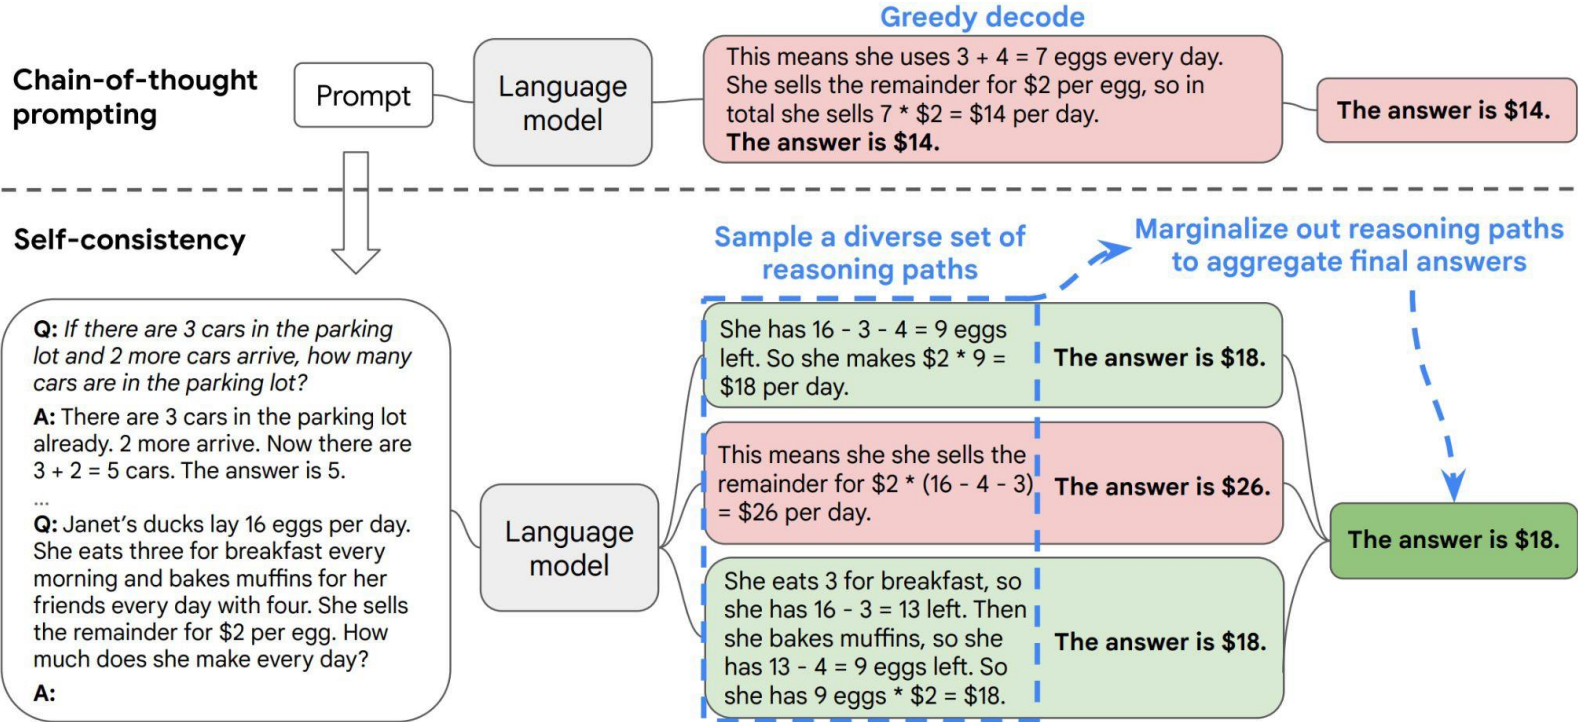 Greedy decode
Chain-of-thought
prompting
Prompt
Language
model
This means she uses 3 + 4 = 7 eggs every day.
She sells the remainder for $2 per egg, so in
total she sells 7 * $2 = $14 per day.
The answer is $14.
The answer is $14.
Self-consistency
Sample a diverse set of
reasoning paths
Marginalize out reasoning paths
to aggregate final answers
Q: If there are 3 cars in the parking
lot and 2 more cars arrive, how many
cars are in the parking lot?
A: There are 3 cars in the parking lot
already. 2 more arrive. Now there are
3 + 2 = 5 cars. The answer is 5.
...
Q: Janet's ducks lay 16 eggs per day.
She eats three for breakfast every
morning and bakes muffins for her
friends every day with four. She sells
the remainder for $2 per egg. How
much does she make every day?
A:
Language
model
She has 16 - 3 - 4 = 9 eggs
left. So she makes $2 * 9 =
$18 per day.
The answer is $18.
This means she she sells the
remainder for $2 * (16 - 4 - 3)
= $26 per day.
The answer is $26.
She eats 3 for breakfast, so
she has 16 - 3 = 13 left. Then
she bakes muffins, so she
has 13 - 4 = 9 eggs left. So
she has 9 eggs * $2 = $18.
The answer is $18.
The answer is $18.